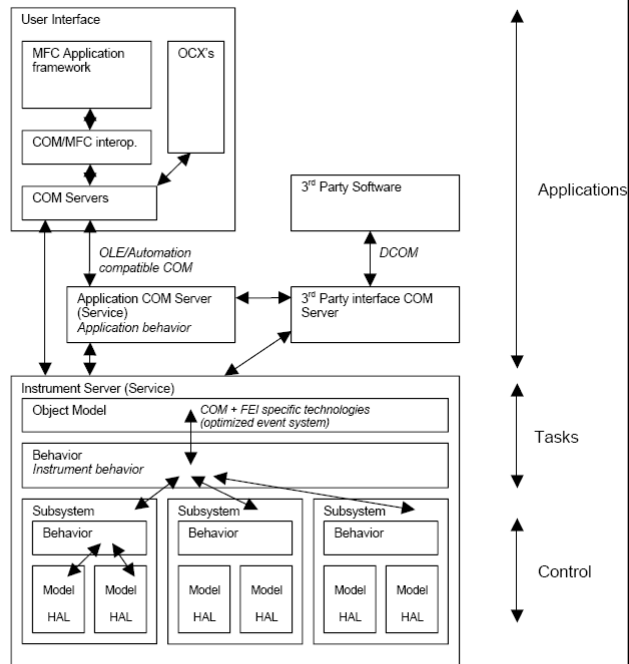 User Interface
MFC Application
framework
OCX's
COM/MFC interop.
COM Servers
3rd Party Software
Applications
OLE/Automation
compatible COM
DCOM
Application COM Server
(Service)
Application behavior
3rd Party interface COM
Server
Instrument Server (Service)
Object Model
COM + FEI specific technologies
(optimized event system)
Tasks
Behavior
Instrument behavior
Subsystem
Subsystem
Subsystem
Behavior
Behavior
Behavior
Control
Model
Model
Model
Model
Model
Model
HAL
HAL
HAL
HAL
HAL
HAL